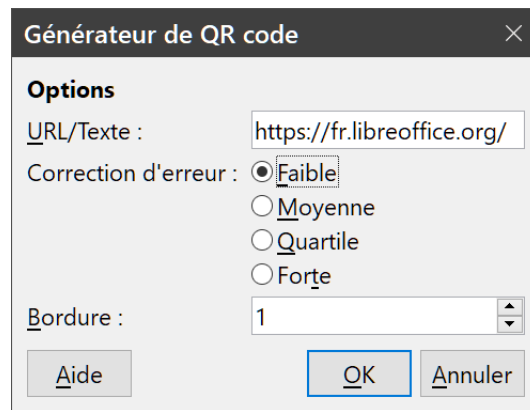 Générateur de QR code
Options
URL/Texte : https://fr.libreoffice.org/
Correction d'erreur : Faible
Moyenne
Quartile
Forte
Bordure : 1
Aide OK Annuler